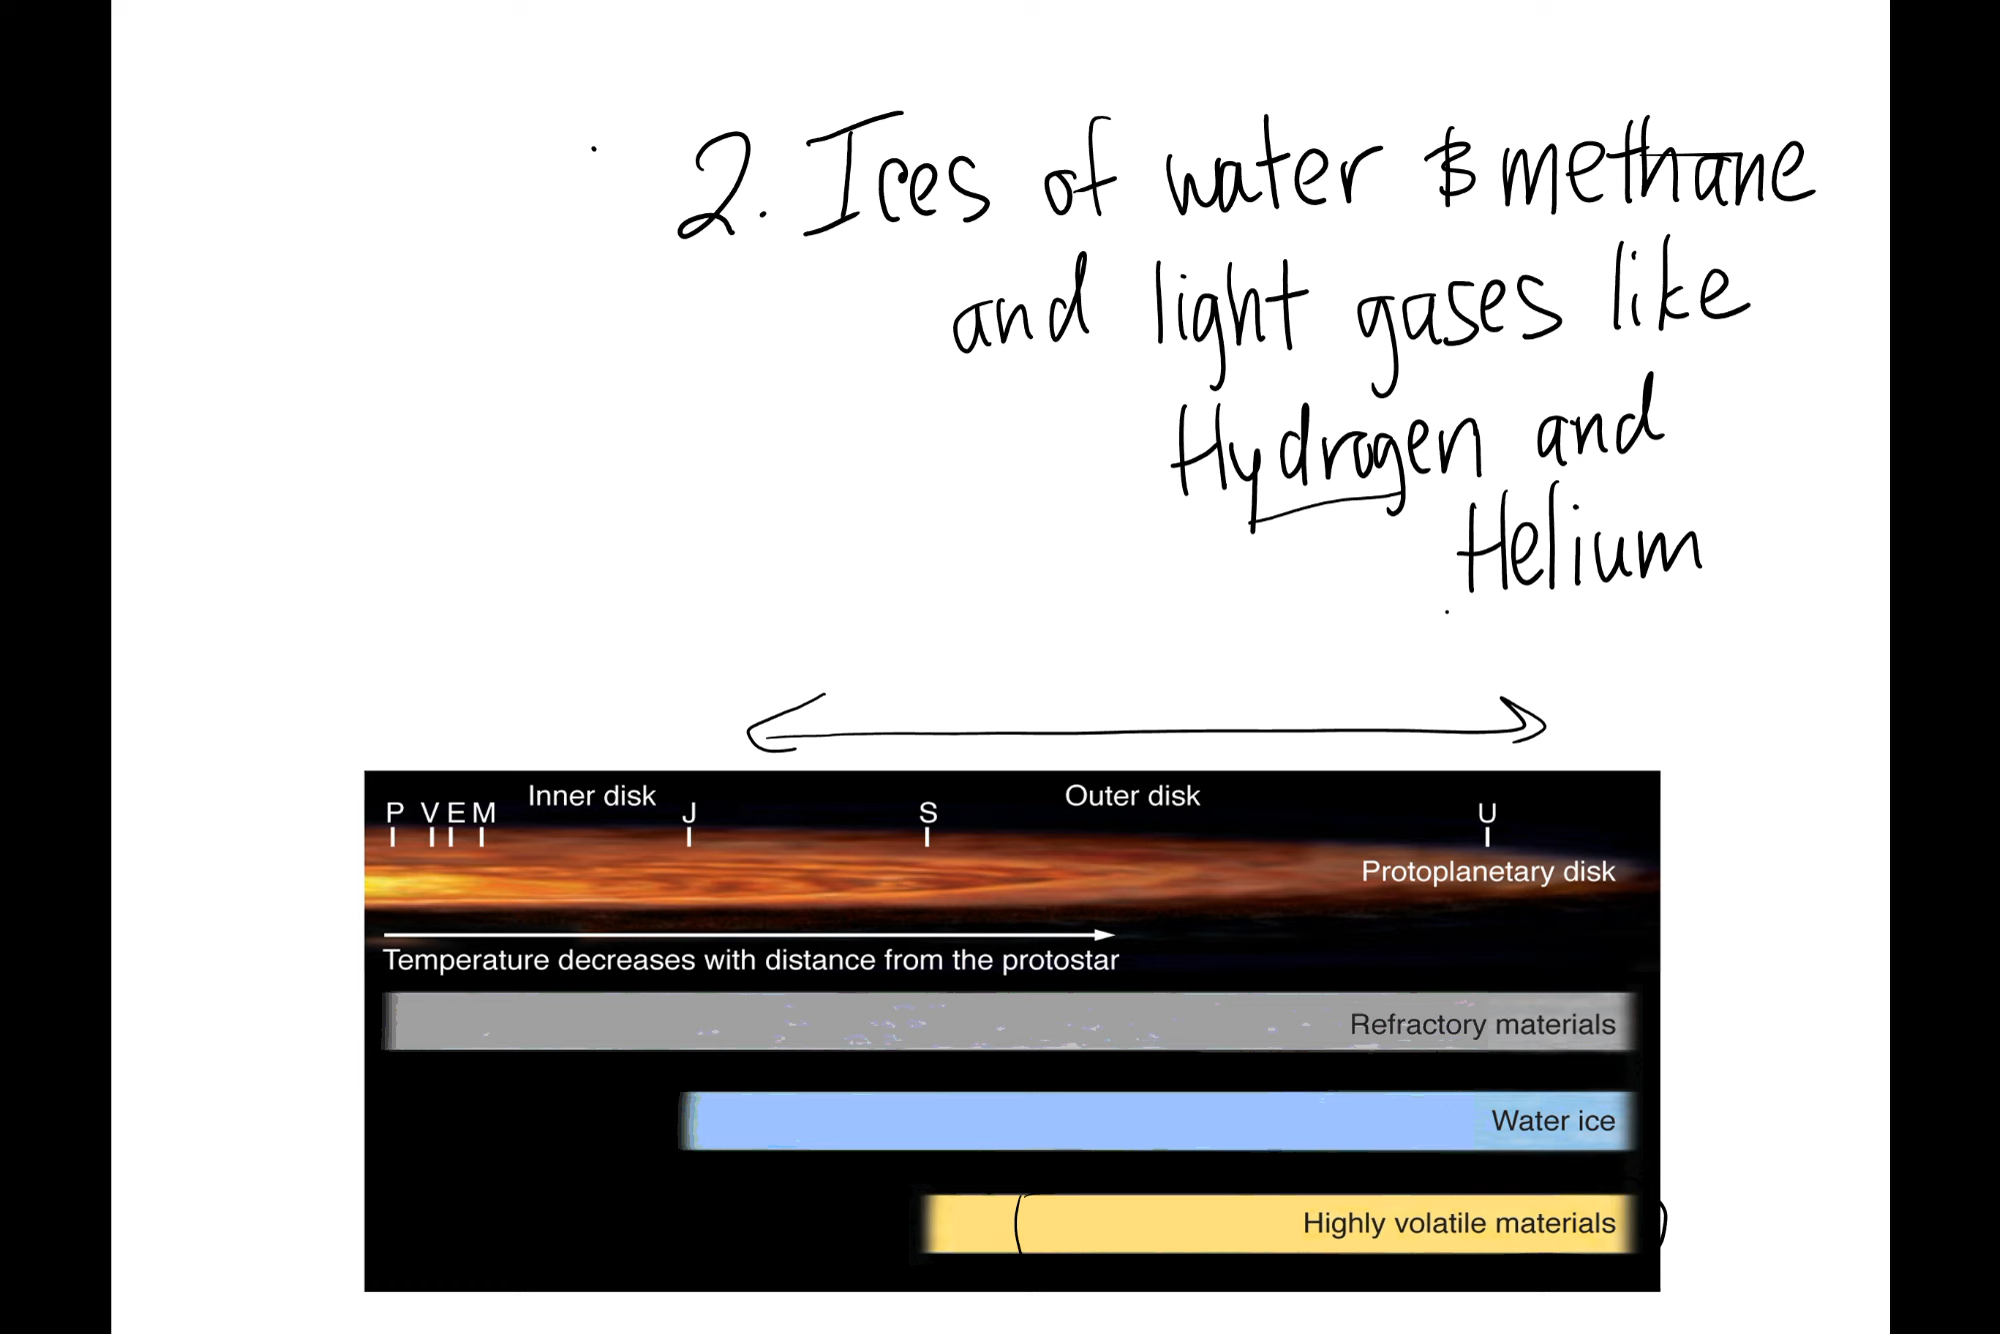 2. Ices of water & methane
and light gases like
Hydrogen and
Helium
Inner disk Outer disk
P V E M J S U
Protoplanetary disk
Temperature decreases with distance from the protostar
Refractory materials
Water ice
Highly volatile materials